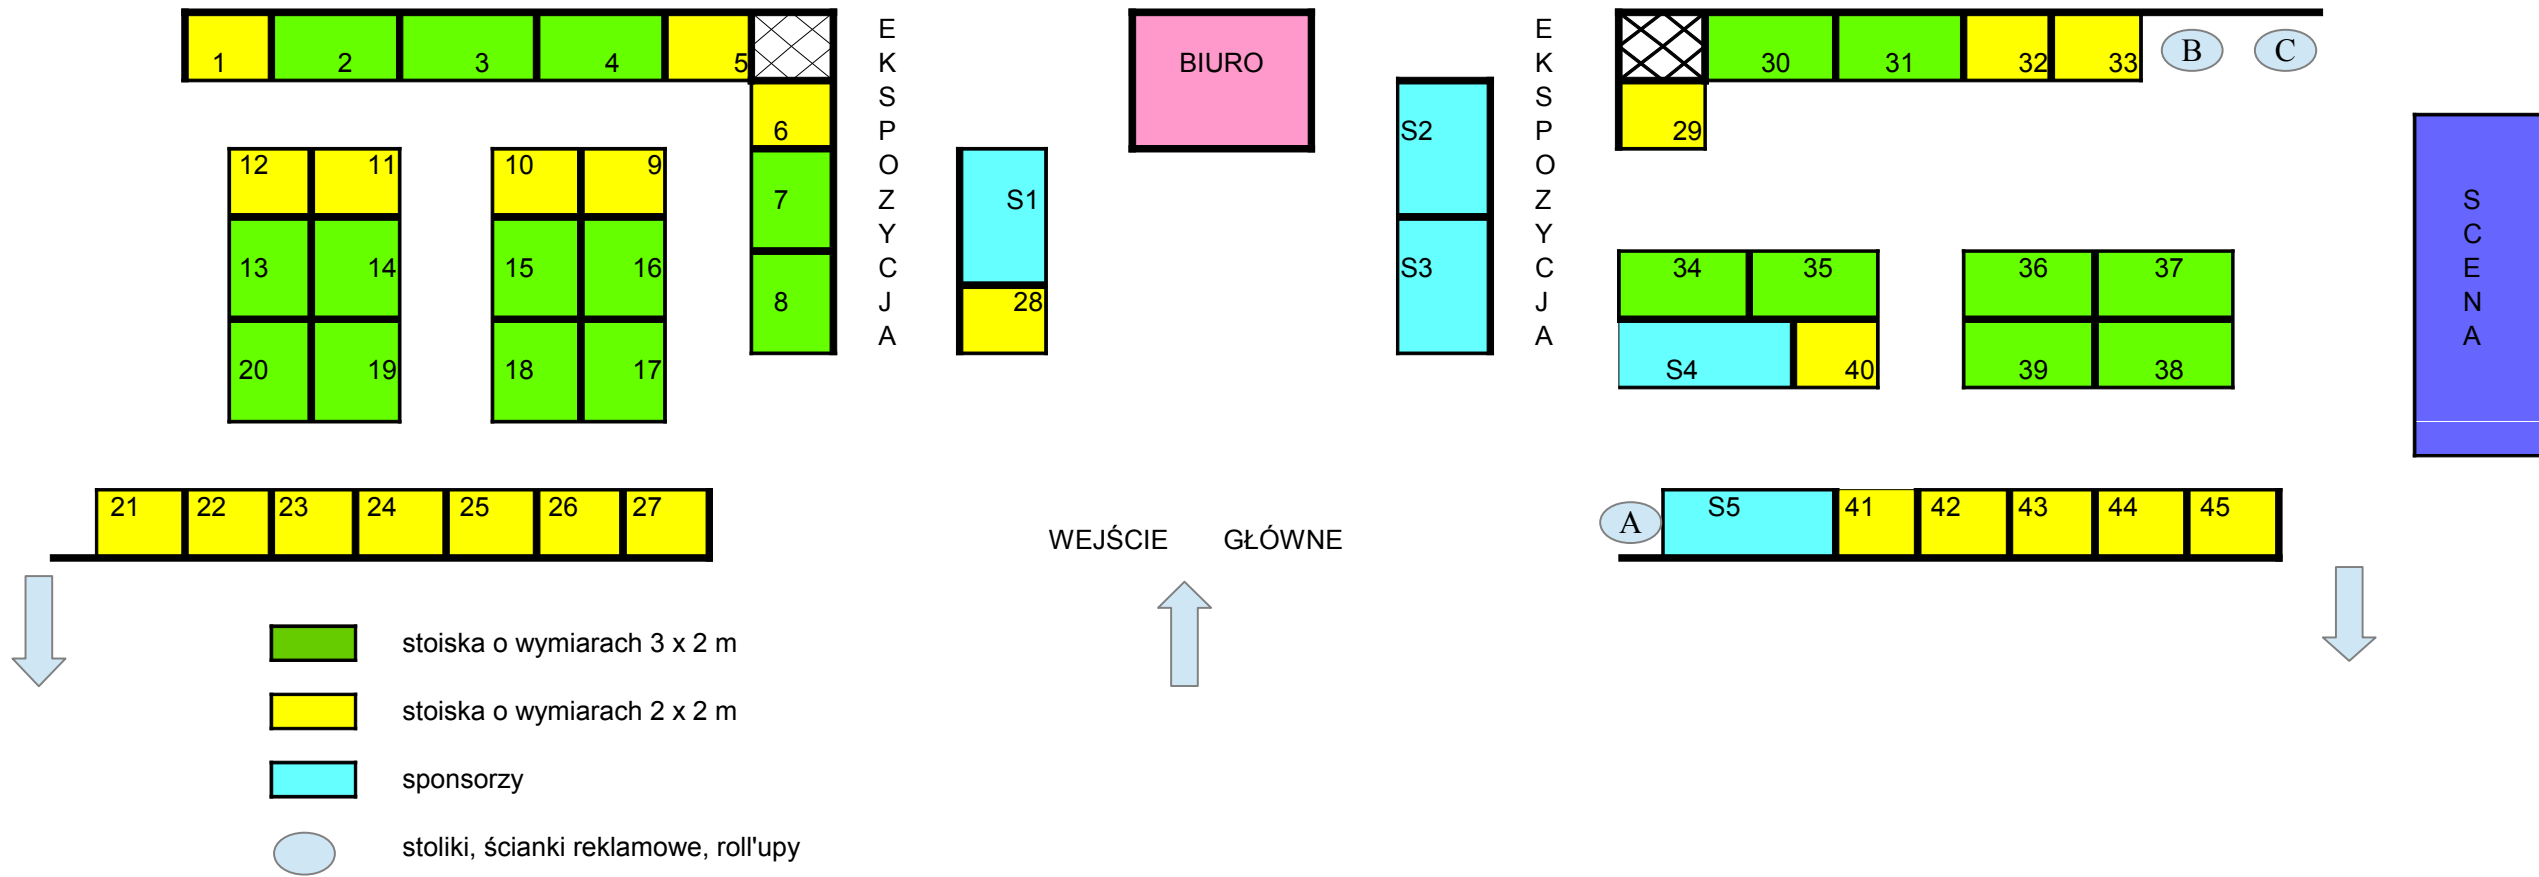 1 2 3 4 5
EKSPOZYCJA
BIURO
EKSPOZYCJA
30 31 32 33 B C
6
S2
29
12 11 10 9
7
S1
SCENA
13 14 15 16
8
28
S3
34 35 36 37
20 19 18 17
S4 40 39 38
21 22 23 24 25 26 27
A S5 41 42 43 44 45
WEJŚCIE GŁÓWNE
stoiska o wymiarach 3 x 2 m
stoiska o wymiarach 2 x 2 m
sponsorzy
stoliki, ścianki reklamowe, roll'upy